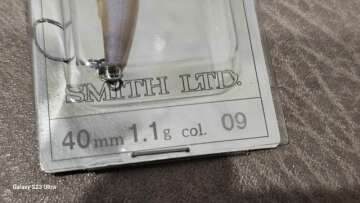 SMITH LTD.
40mm 1.1g col. 09
Galaxy S23 Ultra